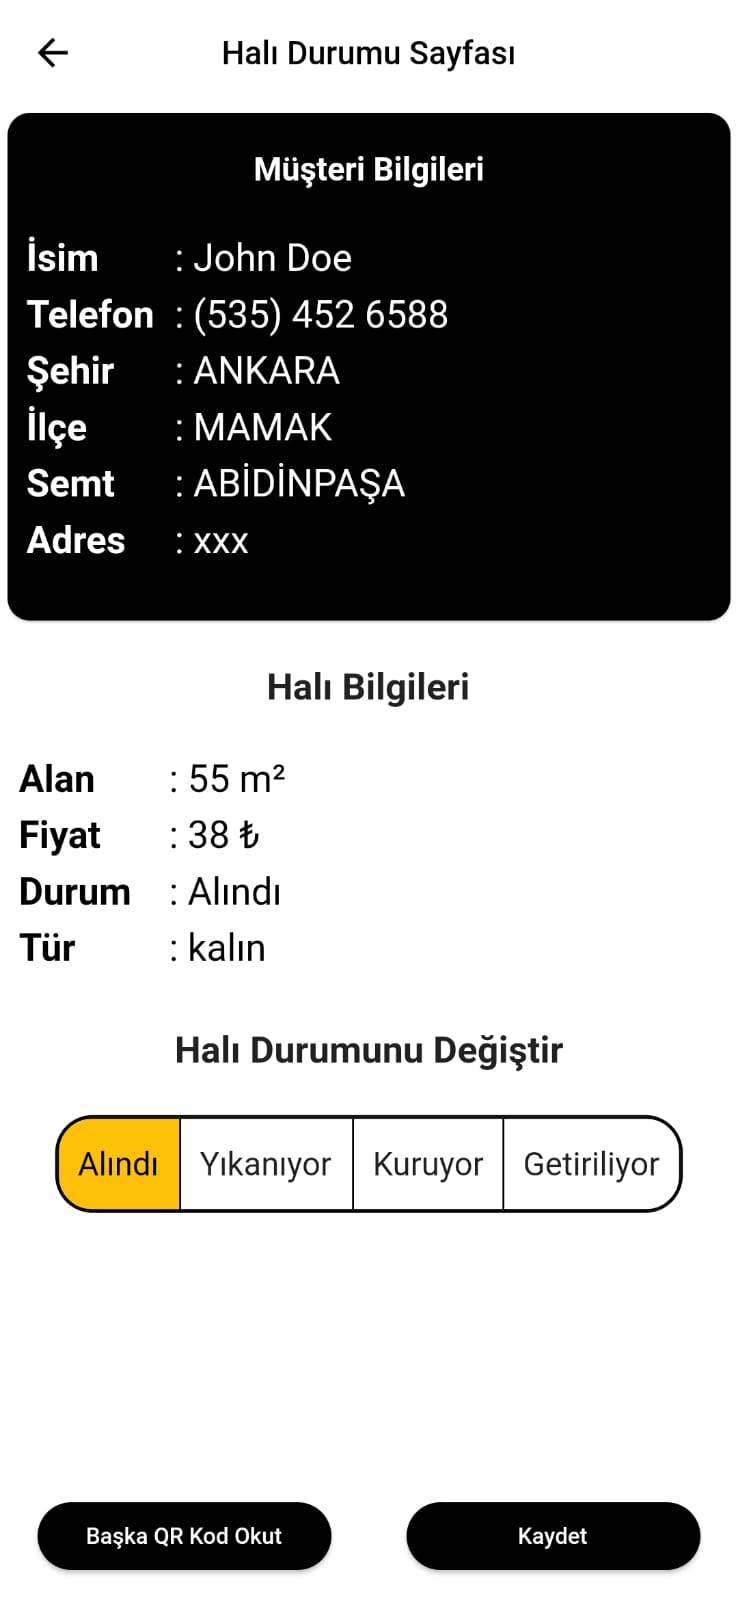 Halı Durumu Sayfası
Müşteri Bilgileri
İsim : John Doe
Telefon : (535) 452 6588
Şehir : ANKARA
İlçe : MAMAK
Semt : ABİDİNPAŞA
Adres : xxx
Halı Bilgileri
Alan : 55 m²
Fiyat : 38 ₺
Durum : Alındı
Tür : kalın
Halı Durumunu Değiştir
Alındı Yıkanıyor Kuruyor Getiriliyor
Başka QR Kod Okut Kaydet